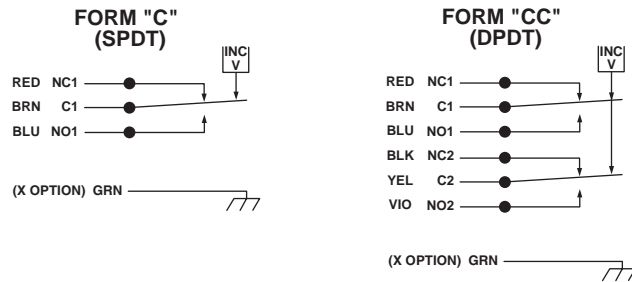 FORM "C"
(SPDT)
INC
V
RED NC1
BRN C1
BLU NO1
(X OPTION) GRN
FORM "CC"
(DPDT)
INC
V
RED NC1
BRN C1
BLU NO1
BLK NC2
YEL C2
VIO NO2
(X OPTION) GRN